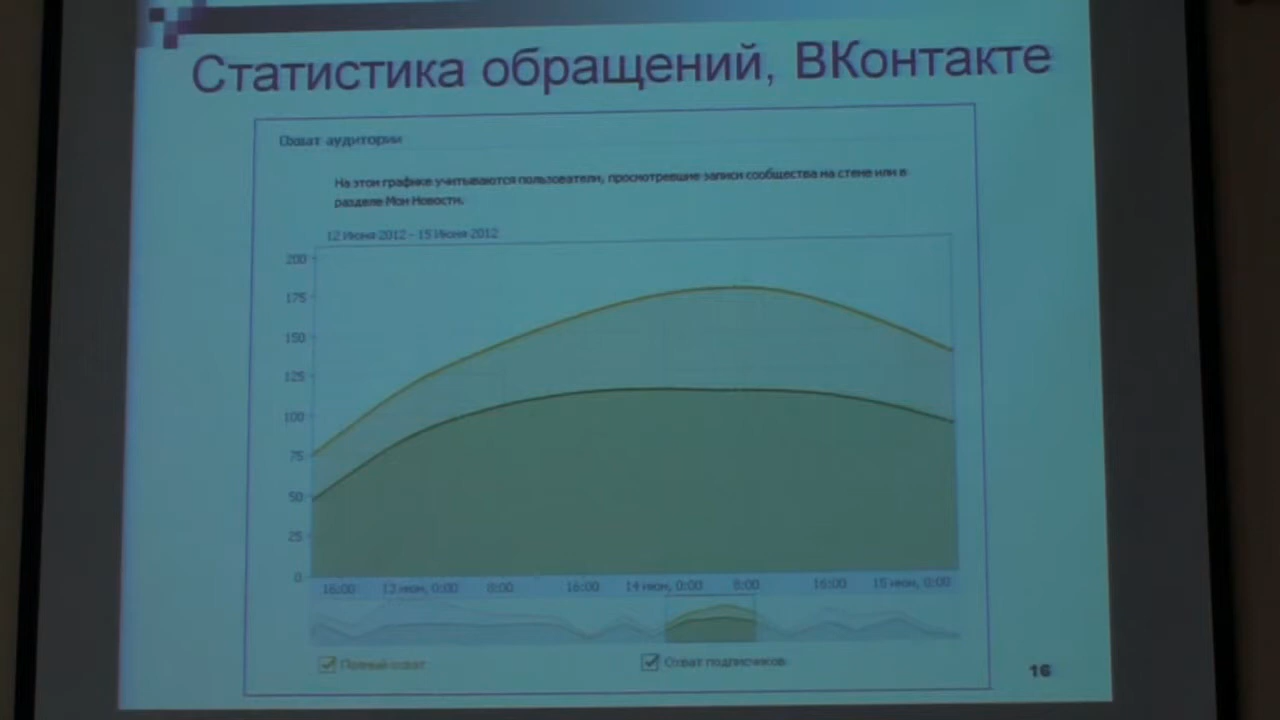 Статистика обращений, ВКонтакте
Охват аудитории
На этом графике учитываются пользователи, просмотревшие записи сообщества на стене или в
разделе Мои Новости.
12 Июня 2012 - 15 Июня 2012
200
175
150
125
100
75
50
25
0
16:00 13 июн, 0:00 8:00 16:00 14 июн, 0:00 8:00 16:00 15 июн, 0:00
Полный охват Охват подписчиков
16